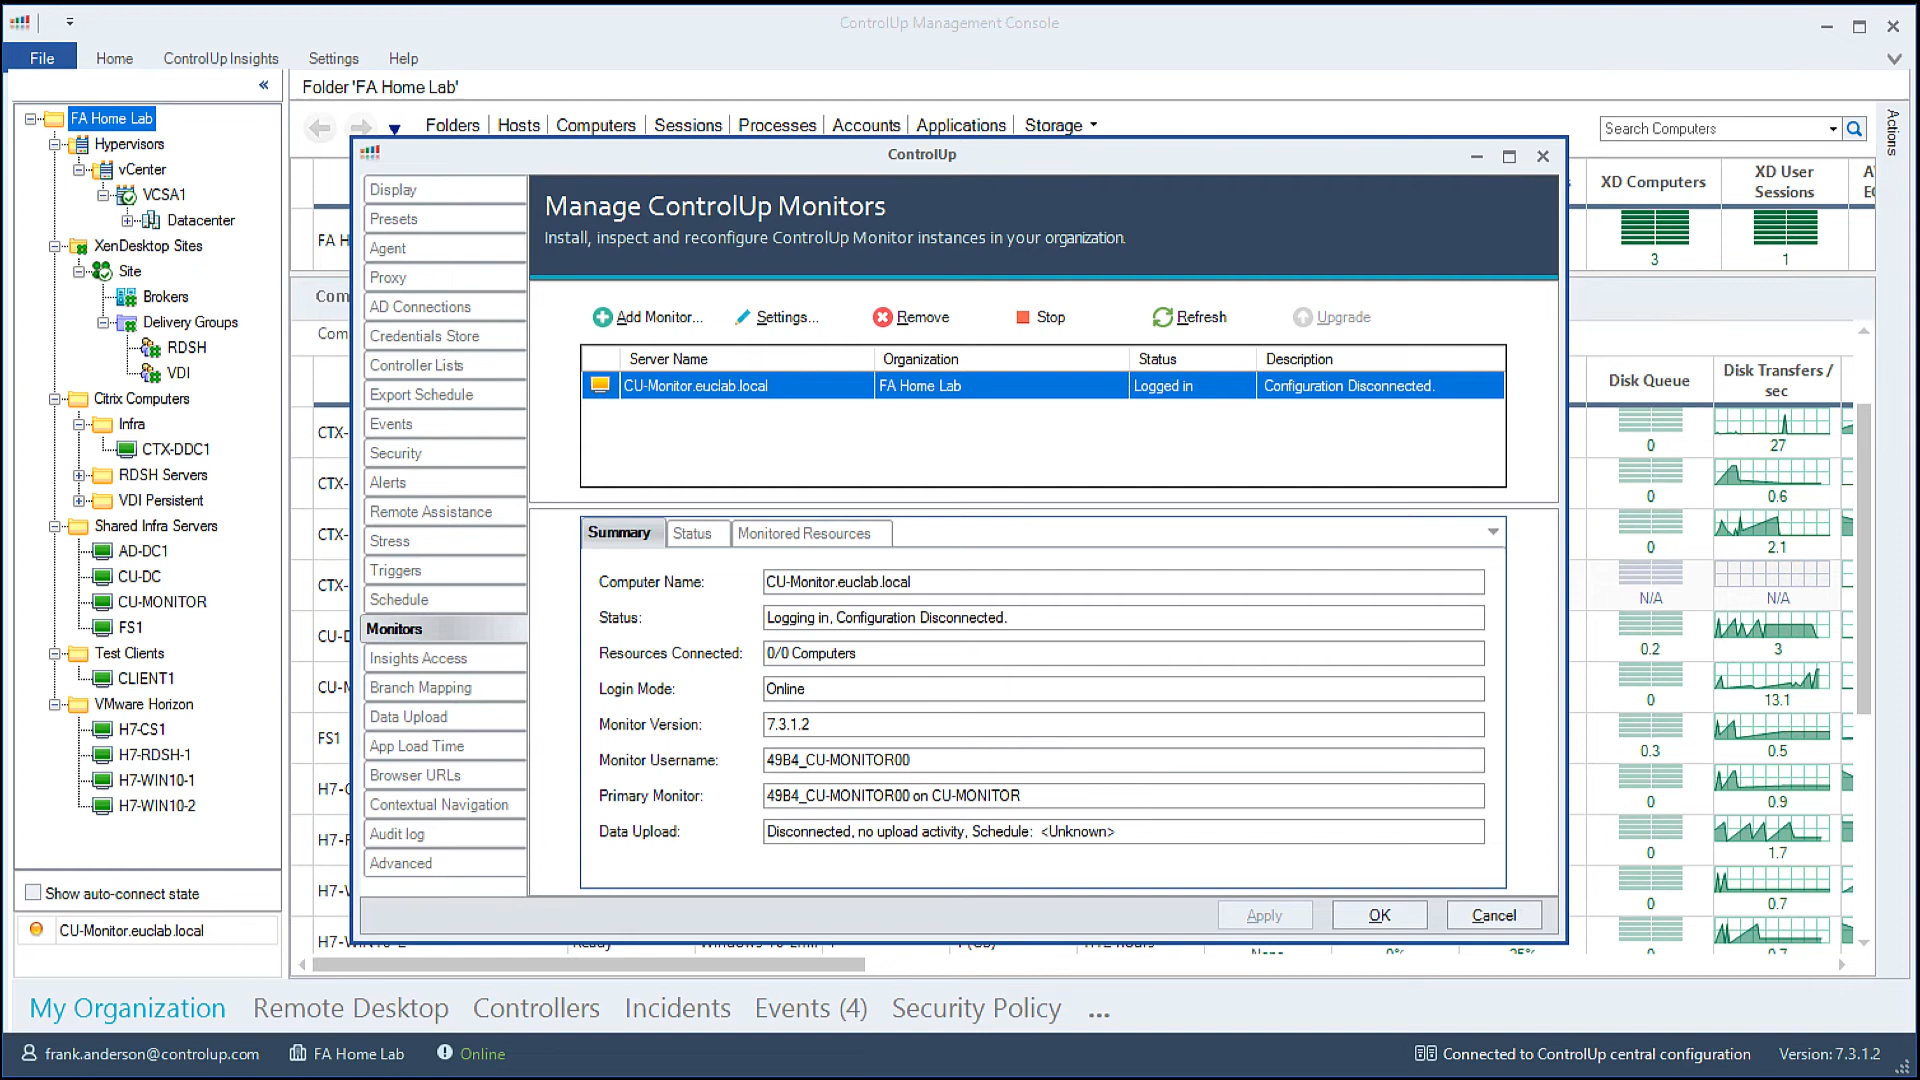 ControlUp Management Console
File Home ControlUp Insights Settings Help
Folder 'FA Home Lab'
FA Home Lab
Hypervisors
vCenter
VCSA1
Datacenter
XenDesktop Sites
Site
Brokers
Delivery Groups
RDSH
VDI
Citrix Computers
Infra
CTX-DDC1
RDSH Servers
VDI Persistent
Shared Infra Servers
AD-DC1
CU-DC
CU-MONITOR
FS1
Test Clients
CLIENT1
VMware Horizon
H7-CS1
H7-RDSH-1
H7-WIN10-1
H7-WIN10-2
Show auto-connect state
CU-Monitor.euclab.local
Folders Hosts Computers Sessions Processes Accounts Applications Storage
Search Computers
Actions
XD Computers
XD User Sessions
3
1
FA H
Com
Com
CTX-
CTX-
CTX-
CTX-
CU-D
CU-M
FS1
H7-C
H7-F
H7-V
ControlUp
Display
Presets
Agent
Proxy
AD Connections
Credentials Store
Controller Lists
Export Schedule
Events
Security
Alerts
Remote Assistance
Stress
Triggers
Schedule
Monitors
Insights Access
Branch Mapping
Data Upload
App Load Time
Browser URLs
Contextual Navigation
Audit log
Advanced
Manage ControlUp Monitors
Install, inspect and reconfigure ControlUp Monitor instances in your organization.
Add Monitor... Settings... Remove Stop Refresh Upgrade
Server Name Organization Status Description
CU-Monitor.euclab.local FA Home Lab Logged in Configuration Disconnected.
Summary Status Monitored Resources
Computer Name: CU-Monitor.euclab.local
Status: Logging in, Configuration Disconnected.
Resources Connected: 0/0 Computers
Login Mode: Online
Monitor Version: 7.3.1.2
Monitor Username: 49B4_CU-MONITOR00
Primary Monitor: 49B4_CU-MONITOR00 on CU-MONITOR
Data Upload: Disconnected, no upload activity, Schedule: <Unknown>
Apply OK Cancel
Disk Queue
Disk Transfers / sec
0 27
0 0.6
0 2.1
N/A N/A
0.2 3
0 13.1
0.3 0.5
0 0.9
0 1.7
0 0.7
My Organization Remote Desktop Controllers Incidents Events (4) Security Policy ...
frank.anderson@controlup.com FA Home Lab Online
Connected to ControlUp central configuration Version: 7.3.1.2